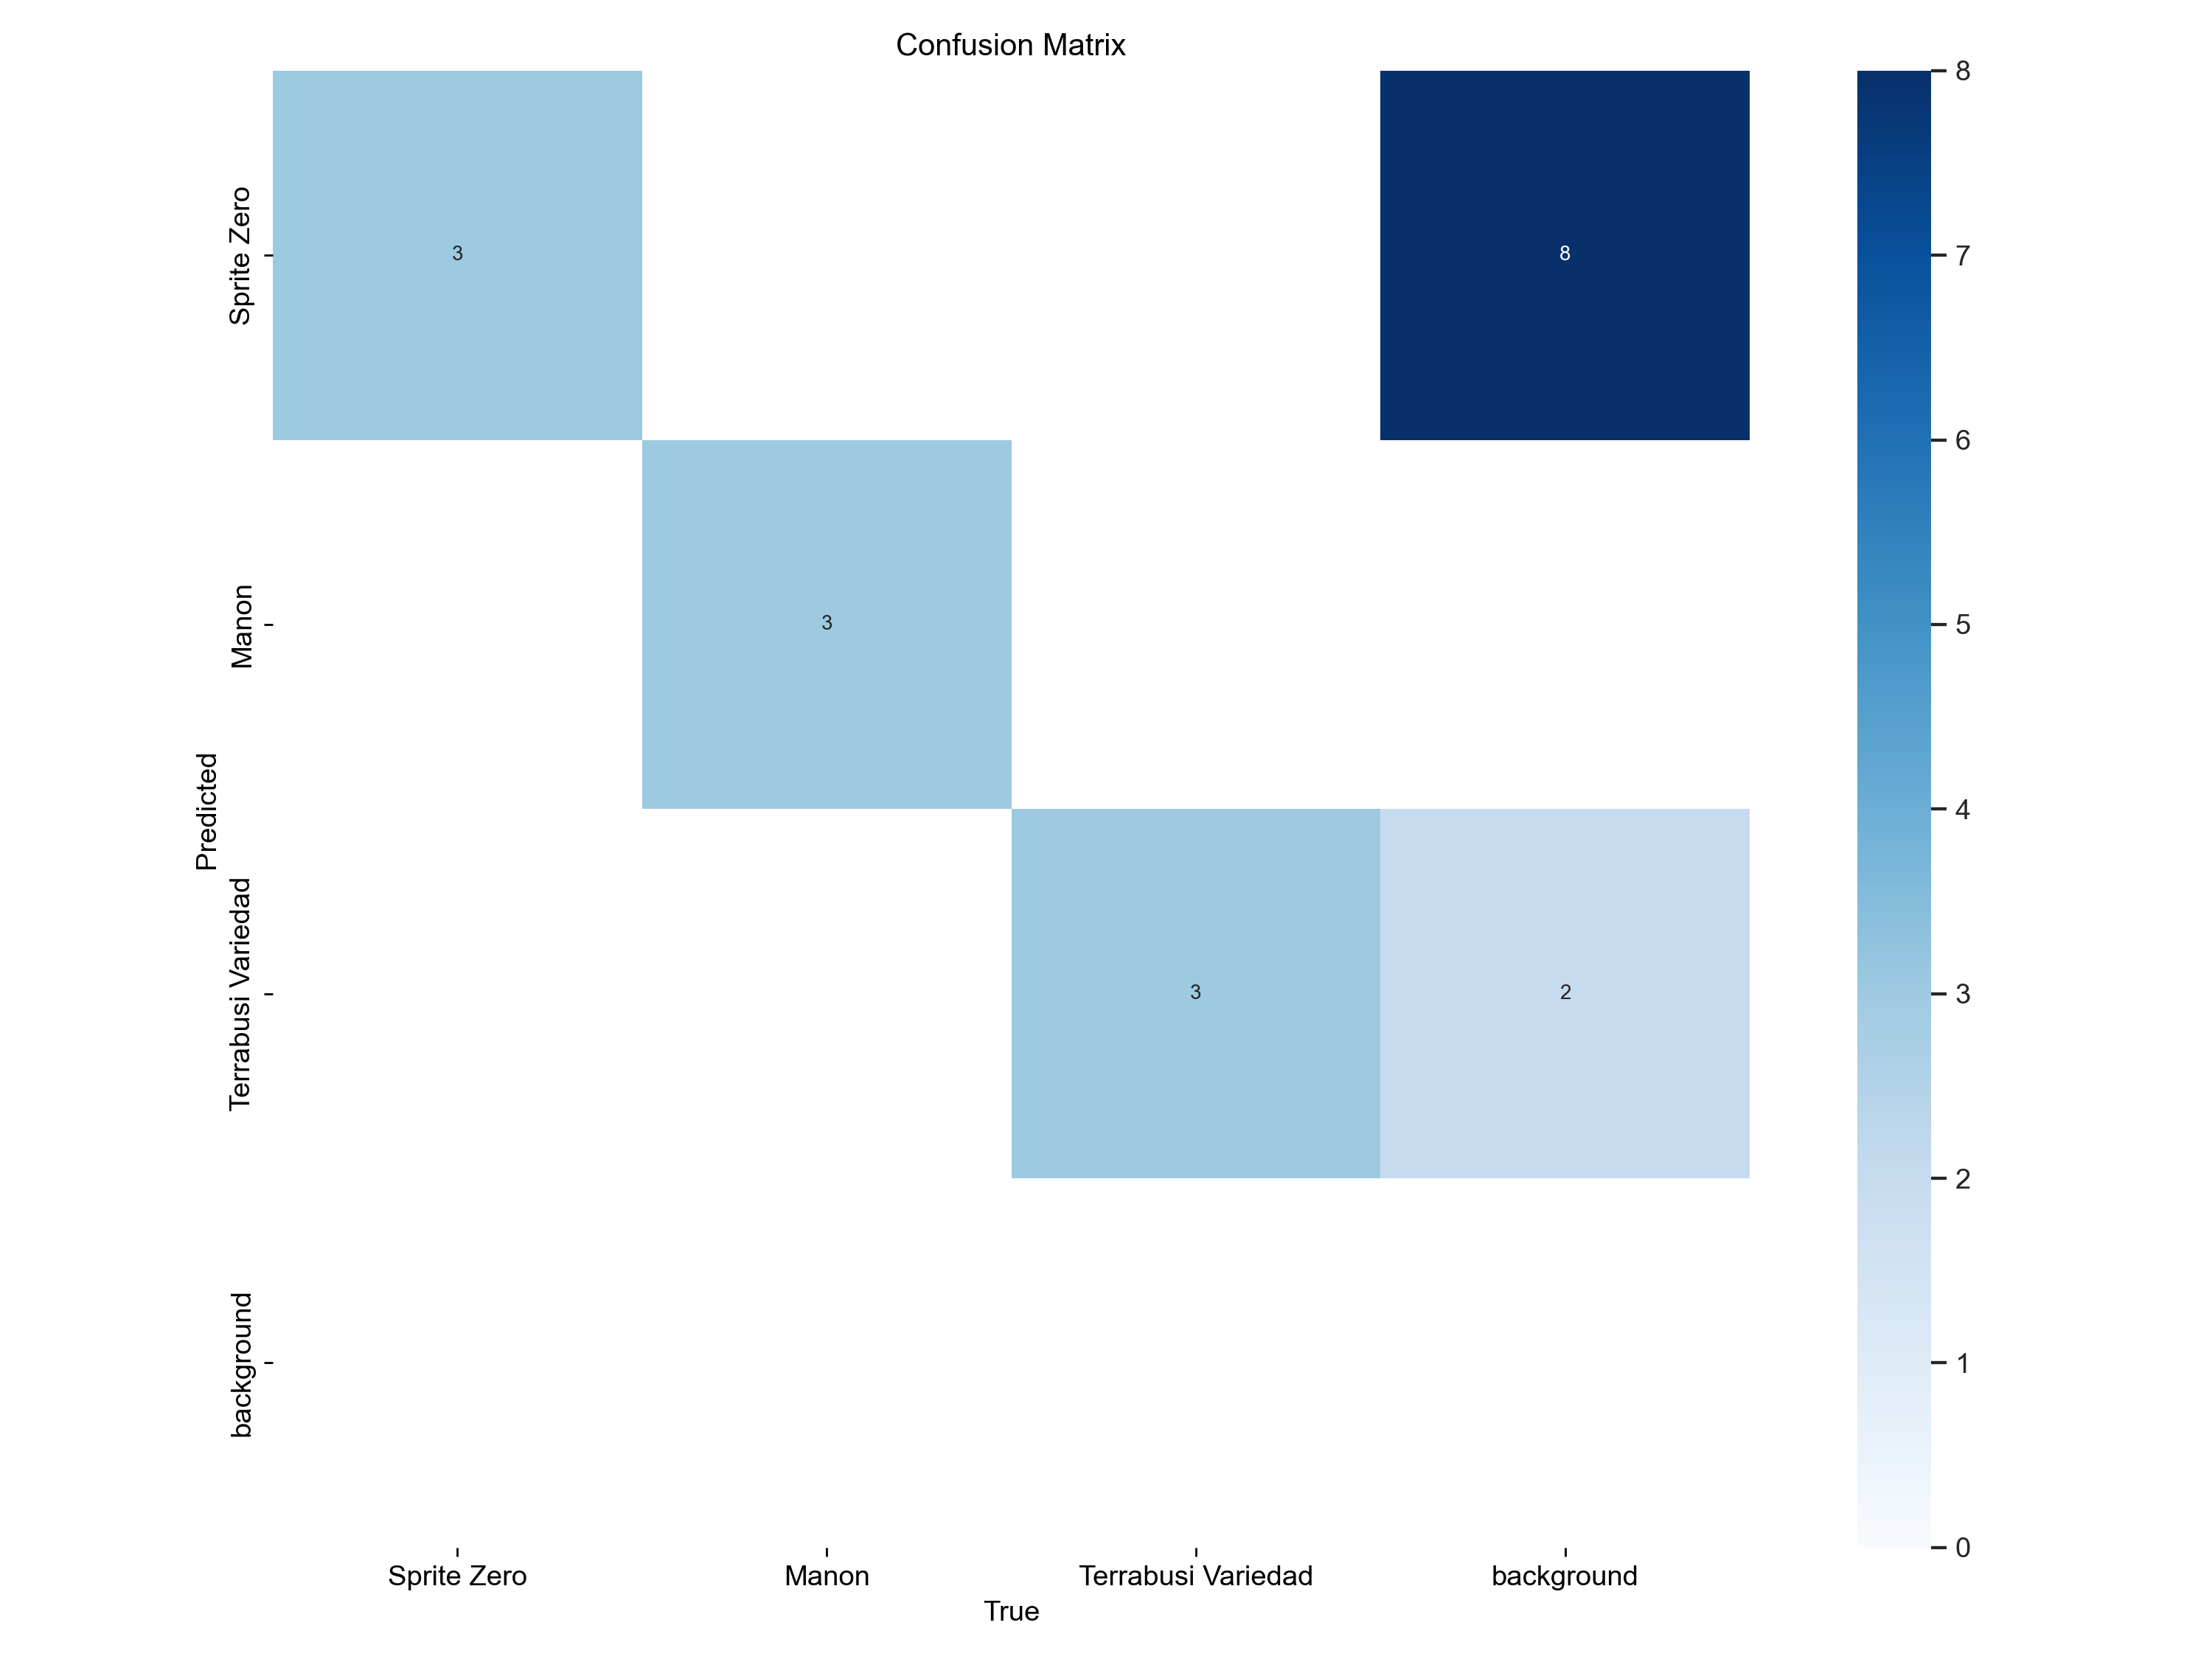 Confusion Matrix
Predicted
Sprite Zero
Manon
Terrabusi Variedad
background
3
8
3
3
2
Sprite Zero
Manon
Terrabusi Variedad
background
True
8
7
6
5
4
3
2
1
0